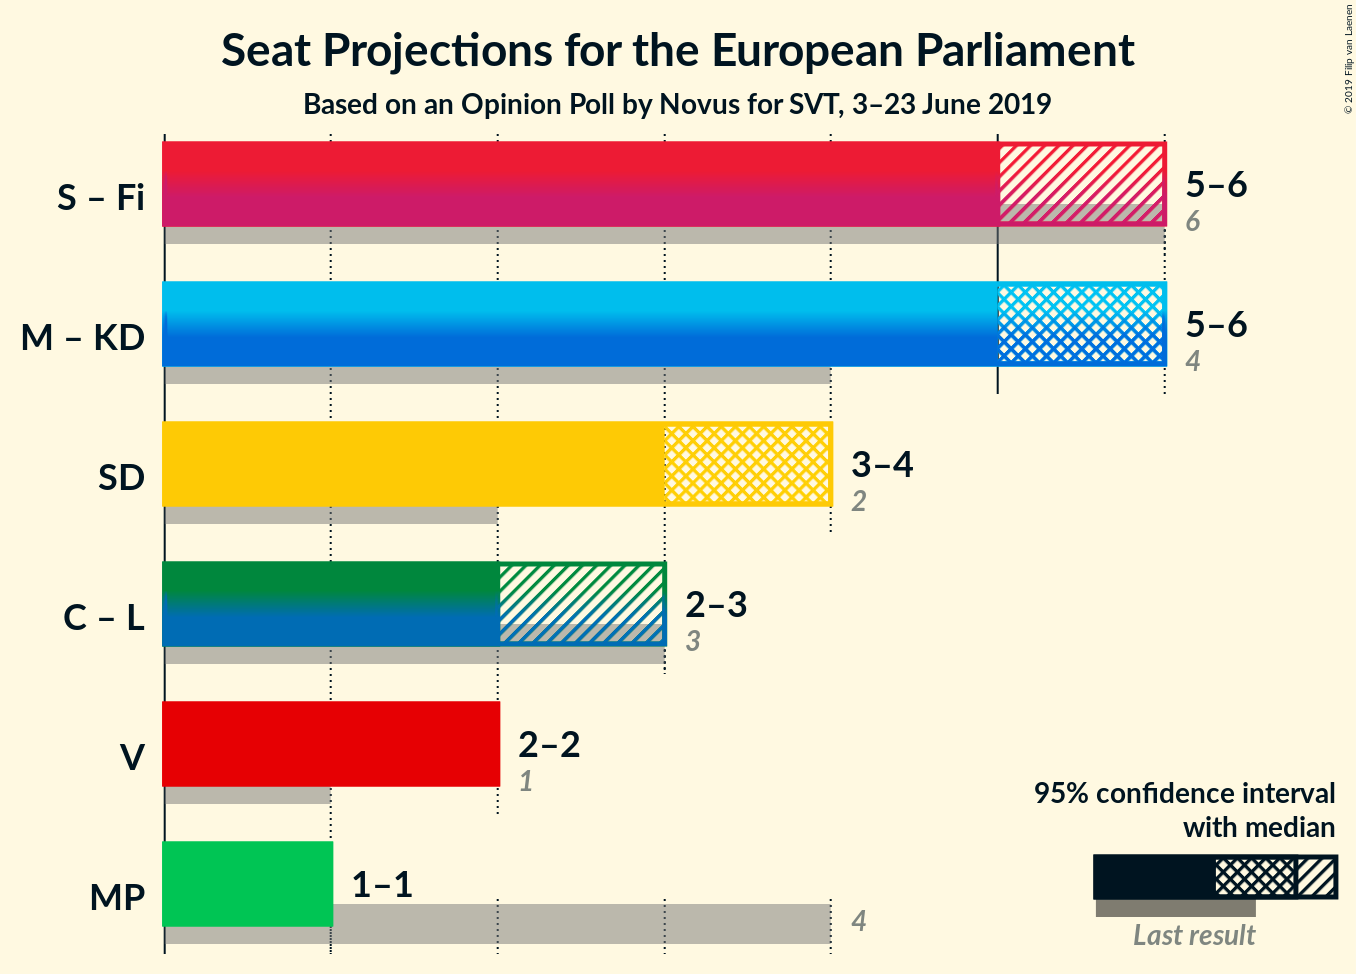 Seat Projections for the European Parliament
Based on an Opinion Poll by Novus for SVT, 3–23 June 2019
© 2019 Filip van Laenen
S – Fi
5–6
6
M – KD
5–6
4
SD
3–4
2
C – L
2–3
3
V
2–2
1
MP
1–1
4
95% confidence interval
with median
Last result